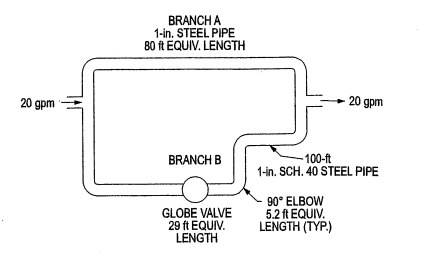 BRANCH A
1-in. STEEL PIPE
80 ft EQUIV. LENGTH
20 gpm
20 gpm
BRANCH B
100-ft
1-in. SCH. 40 STEEL PIPE
GLOBE VALVE
29 ft EQUIV.
LENGTH
90° ELBOW
5.2 ft EQUIV.
LENGTH (TYP.)